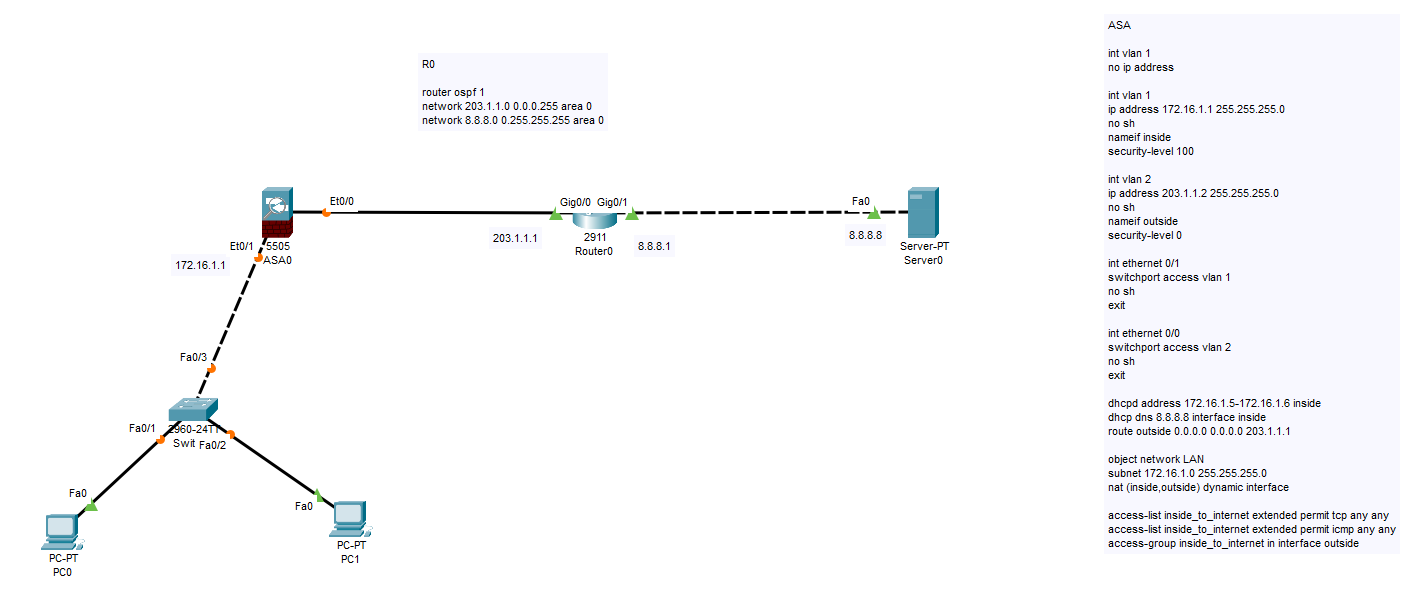 R0
router ospf 1
network 203.1.1.0 0.0.0.255 area 0
network 8.8.8.0 0.255.255.255 area 0
Et0/0
Gig0/0
Gig0/1
Fa0
203.1.1.1
2911
Router0
8.8.8.1
8.8.8.8
Server-PT
Server0
Et0/1
5505
ASA0
172.16.1.1
Fa0/3
2960-24TT
Fa0/1
Swit
Fa0/2
Fa0
Fa0
PC-PT
PC0
PC-PT
PC1
ASA
int vlan 1
no ip address
int vlan 1
ip address 172.16.1.1 255.255.255.0
no sh
nameif inside
security-level 100
int vlan 2
ip address 203.1.1.2 255.255.255.0
no sh
nameif outside
security-level 0
int ethernet 0/1
switchport access vlan 1
no sh
exit
int ethernet 0/0
switchport access vlan 2
no sh
exit
dhcpd address 172.16.1.5-172.16.1.6 inside
dhcp dns 8.8.8.8 interface inside
route outside 0.0.0.0 0.0.0.0 203.1.1.1
object network LAN
subnet 172.16.1.0 255.255.255.0
nat (inside,outside) dynamic interface
access-list inside_to_internet extended permit tcp any any
access-list inside_to_internet extended permit icmp any any
access-group inside_to_internet in interface outside